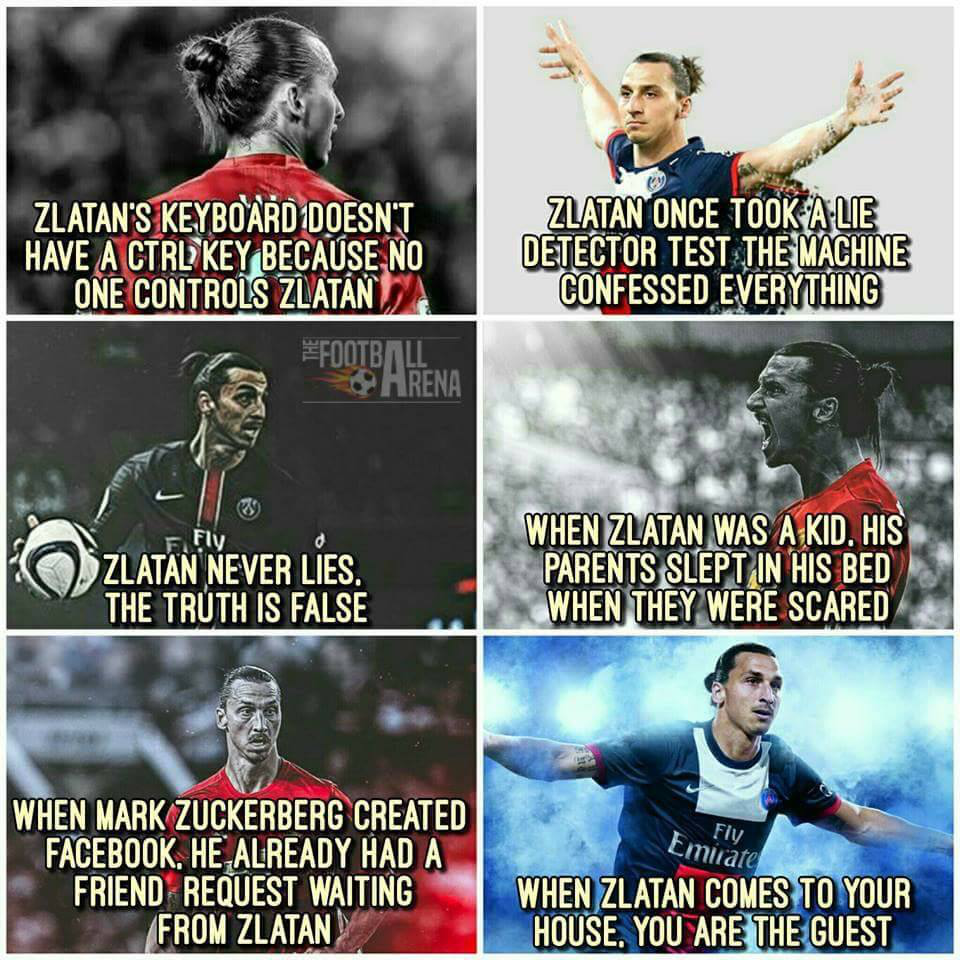 ZLATAN'S KEYBOARD DOESN'T
HAVE A CTRL KEY BECAUSE NO
ONE CONTROLS ZLATAN
ZLATAN ONCE TOOK A LIE
DETECTOR TEST THE MACHINE
CONFESSED EVERYTHING
THE FOOTBALL
ARENA
Fly
ZLATAN NEVER LIES.
THE TRUTH IS FALSE
WHEN ZLATAN WAS A KID. HIS
PARENTS SLEPT IN HIS BED
WHEN THEY WERE SCARED
WHEN MARK ZUCKERBERG CREATED
FACEBOOK. HE ALREADY HAD A
FRIEND REQUEST WAITING
FROM ZLATAN
Fly
Emirate
WHEN ZLATAN COMES TO YOUR
HOUSE. YOU ARE THE GUEST